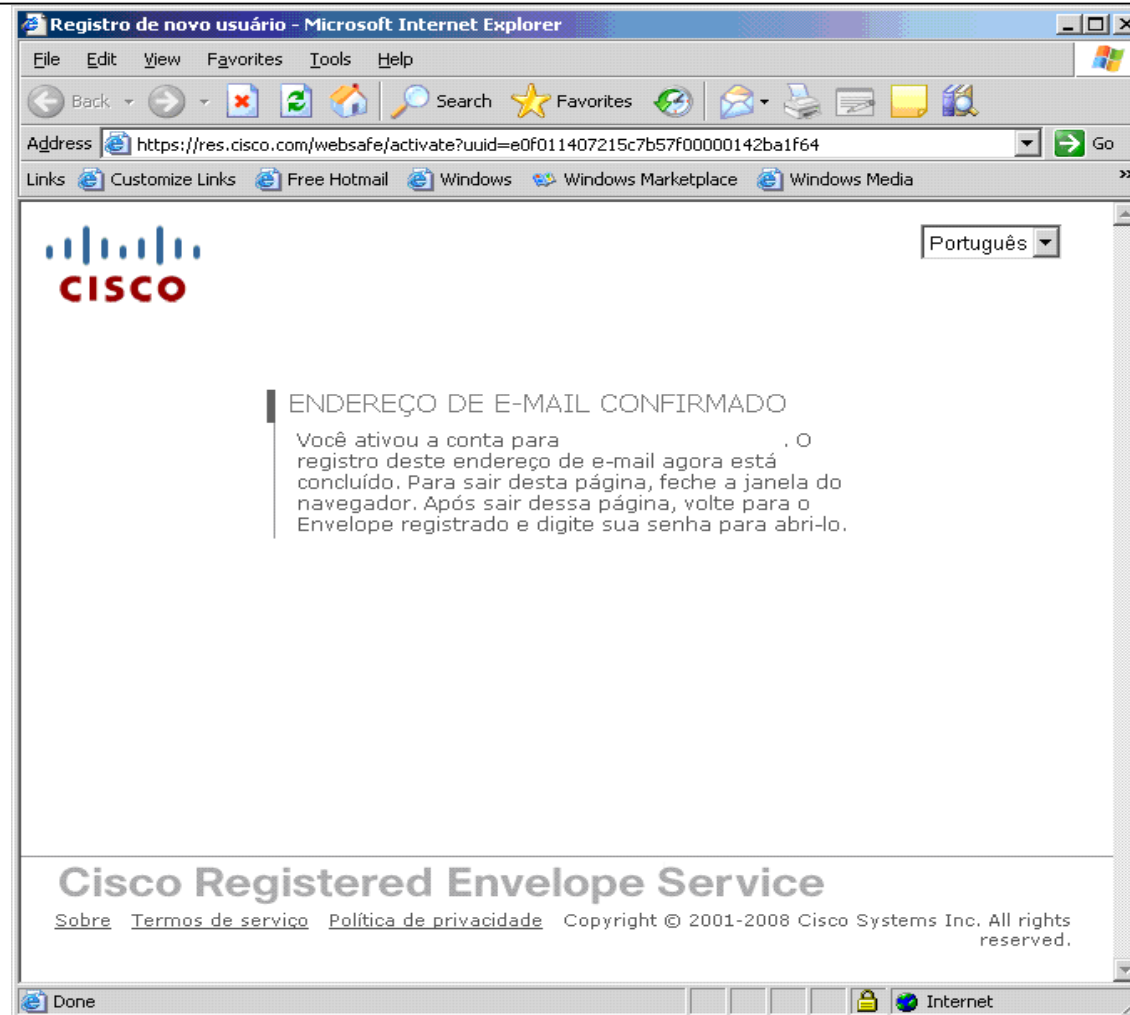 Registro de novo usuário - Microsoft Internet Explorer
File Edit View Favorites Tools Help
Back Search Favorites
Address https://res.cisco.com/websafe/activate?uuid=e0f011407215c7b57f00000142ba1f64 Go
Links Customize Links Free Hotmail Windows Windows Marketplace Windows Media »
Português
CISCO
ENDEREÇO DE E-MAIL CONFIRMADO
Você ativou a conta para . O
registro deste endereço de e-mail agora está
concluído. Para sair desta página, feche a janela do
navegador. Após sair dessa página, volte para o
Envelope registrado e digite sua senha para abri-lo.
Cisco Registered Envelope Service
Sobre Termos de serviço Política de privacidade Copyright © 2001-2008 Cisco Systems Inc. All rights
reserved.
Done Internet